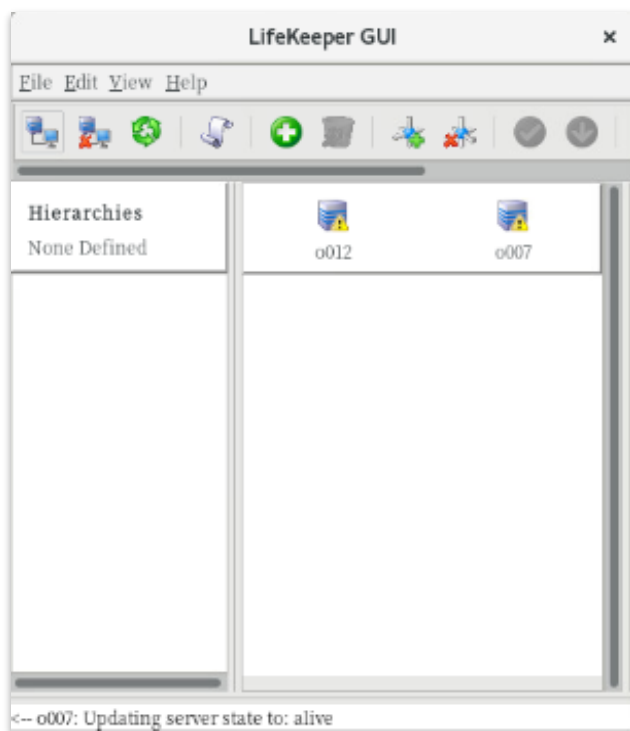 LifeKeeper GUI ×
File Edit View Help
Hierarchies
None Defined
o012 o007
<-- o007: Updating server state to: alive